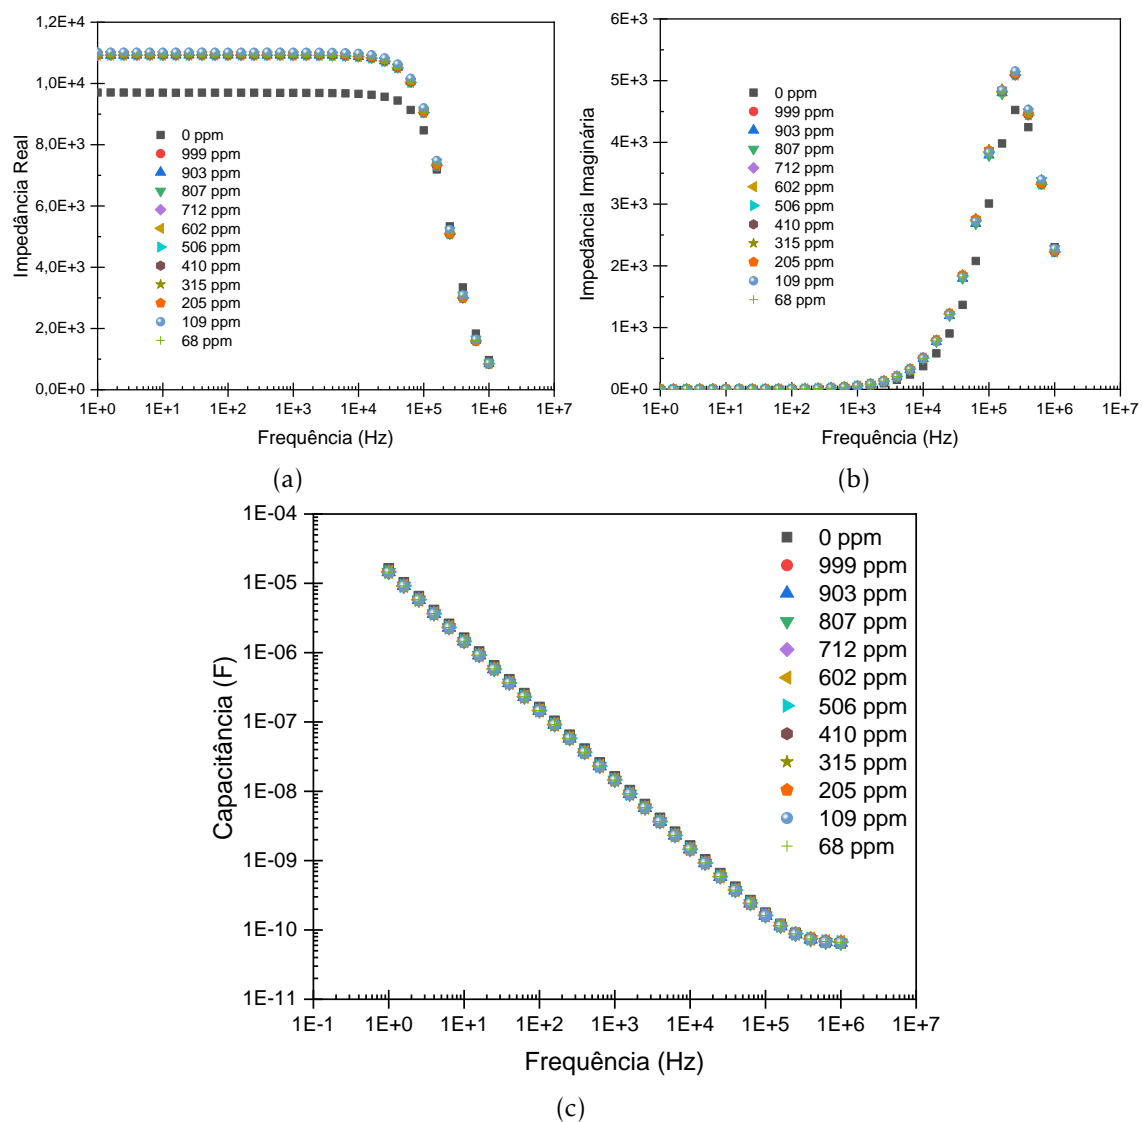 1,2E+4
1,0E+4
8,0E+3
6,0E+3
4,0E+3
2,0E+3
0,0E+0
Impedância Real
0 ppm
999 ppm
903 ppm
807 ppm
712 ppm
602 ppm
506 ppm
410 ppm
315 ppm
205 ppm
109 ppm
68 ppm
1E+0 1E+1 1E+2 1E+3 1E+4 1E+5 1E+6 1E+7
Frequência (Hz)
(a)
6E+3
5E+3
4E+3
3E+3
2E+3
1E+3
0E+0
Impedância Imaginária
0 ppm
999 ppm
903 ppm
807 ppm
712 ppm
602 ppm
506 ppm
410 ppm
315 ppm
205 ppm
109 ppm
68 ppm
1E+0 1E+1 1E+2 1E+3 1E+4 1E+5 1E+6 1E+7
Frequência (Hz)
(b)
1E-04
1E-05
1E-06
1E-07
1E-08
1E-09
1E-10
1E-11
Capacitância (F)
0 ppm
999 ppm
903 ppm
807 ppm
712 ppm
602 ppm
506 ppm
410 ppm
315 ppm
205 ppm
109 ppm
68 ppm
1E-1 1E+0 1E+1 1E+2 1E+3 1E+4 1E+5 1E+6 1E+7
Frequência (Hz)
(c)